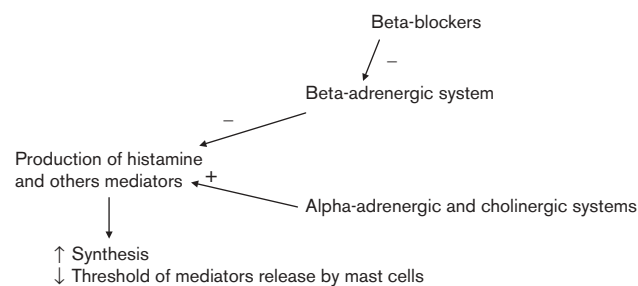 Beta-blockers
–
Beta-adrenergic system
–
Production of histamine
and others mediators +
Alpha-adrenergic and cholinergic systems
↑ Synthesis
↓ Threshold of mediators release by mast cells